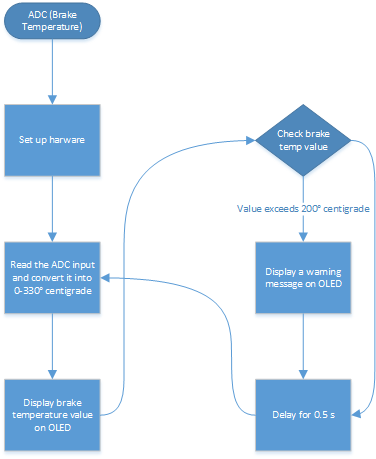 ADC (Brake
Temperature)
Set up harware
Read the ADC input
and convert it into
0-330° centigrade
Display brake
temperature value
on OLED
Check brake
temp value
Value exceeds 200° centigrade
Display a warning
message on OLED
Delay for 0.5 s